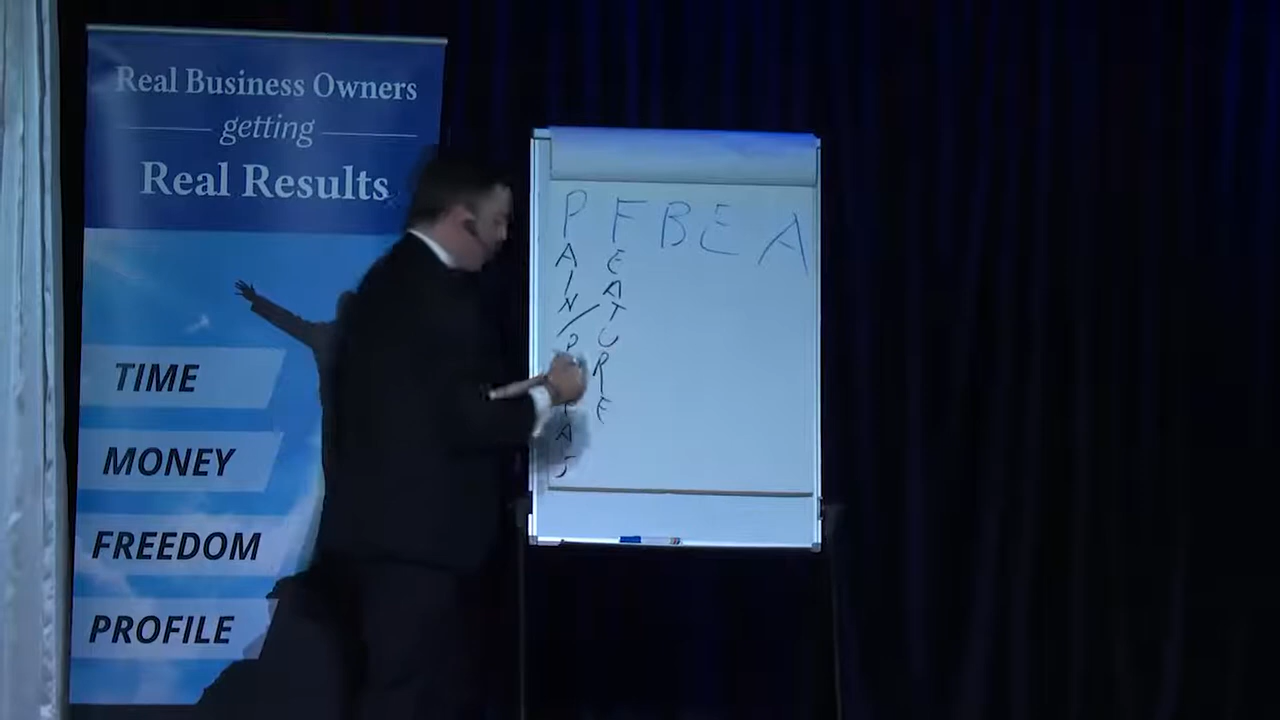 Real Business Owners
getting
Real Results
TIME
MONEY
FREEDOM
PROFILE
P F B E A
PAIN/
FEATURE